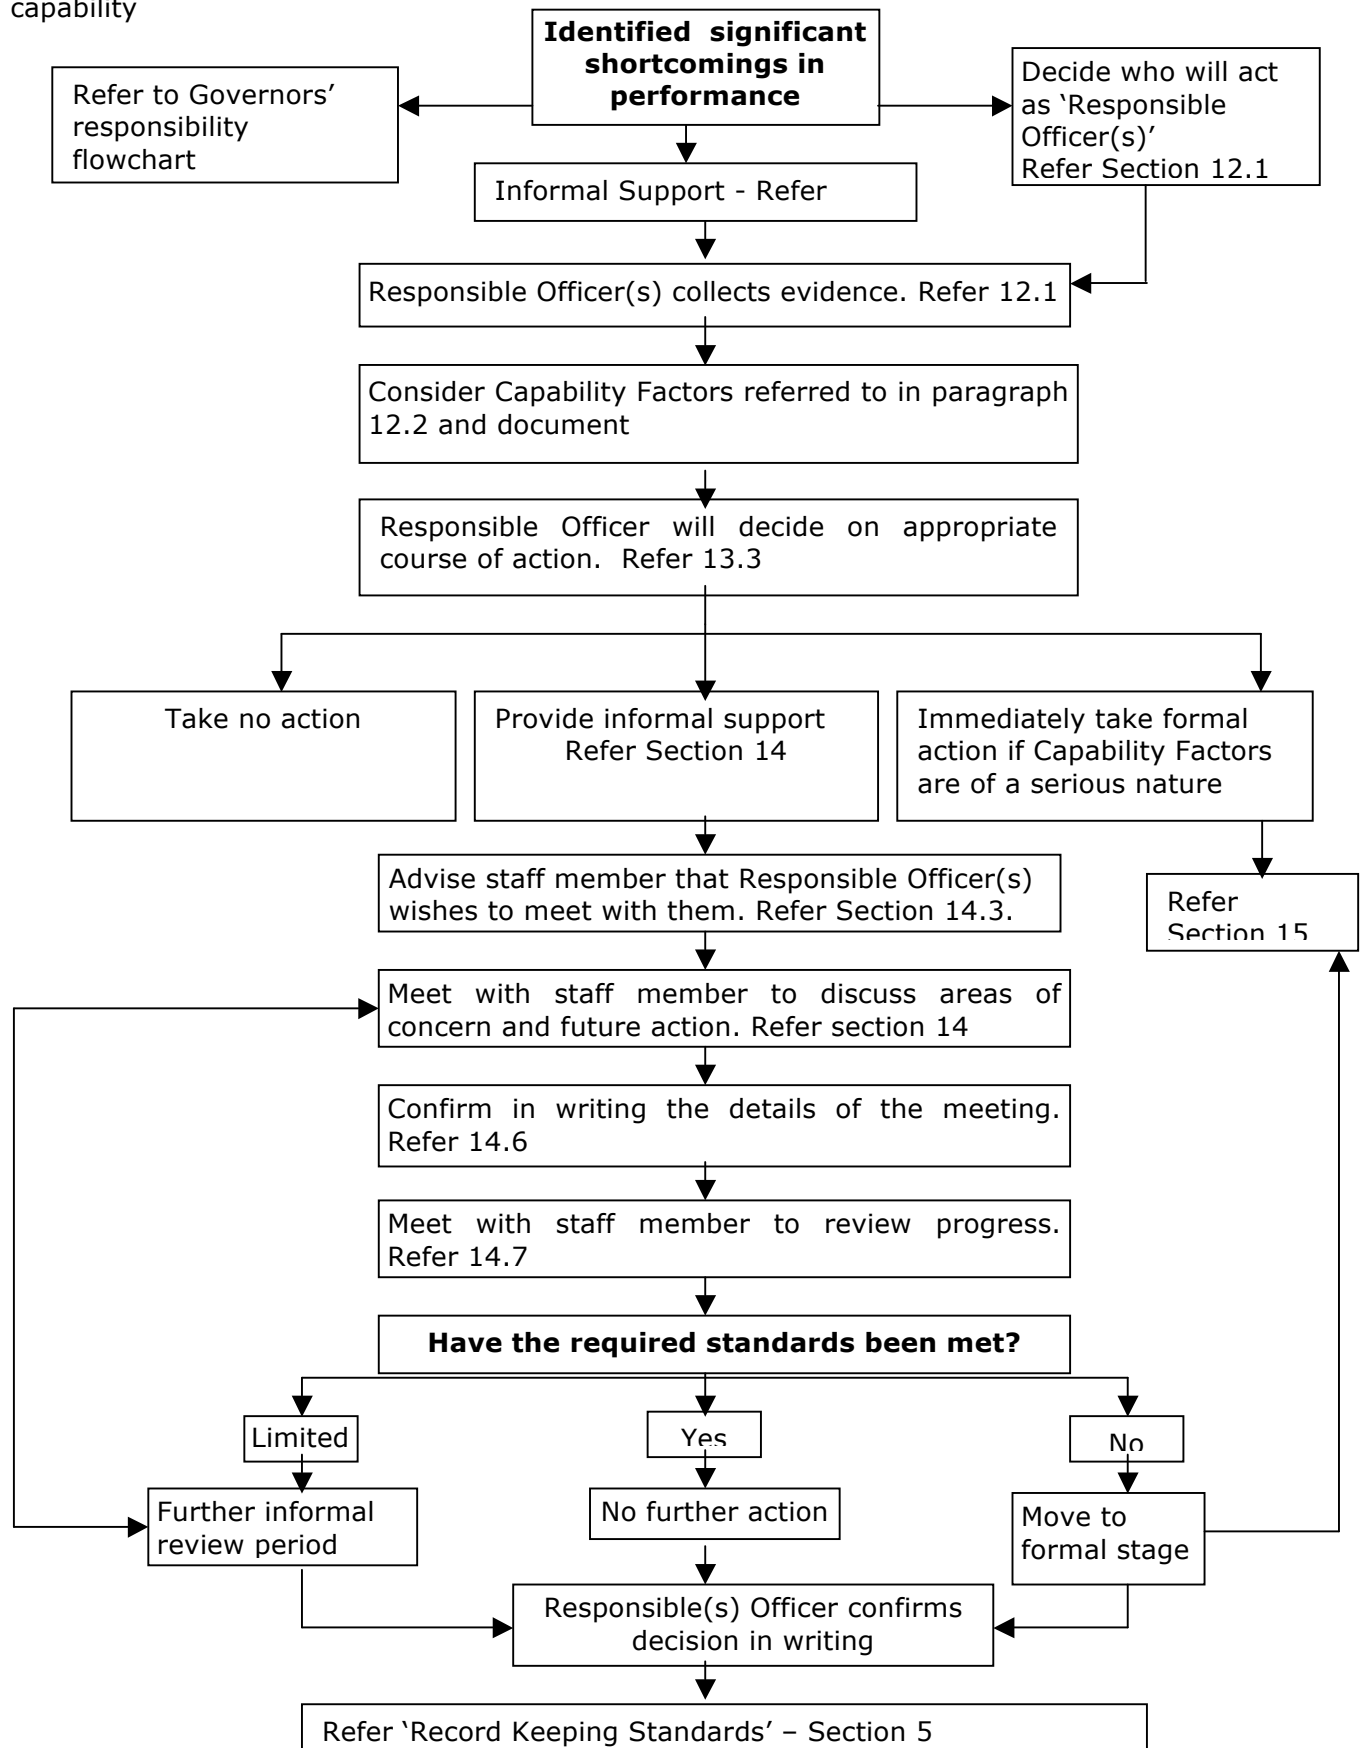 capability
Identified significant
shortcomings in
performance
Refer to Governors’
responsibility
flowchart
Decide who will act
as ‘Responsible
Officer(s)’
Refer Section 12.1
Informal Support - Refer
Responsible Officer(s) collects evidence. Refer 12.1
Consider Capability Factors referred to in paragraph
12.2 and document
Responsible Officer will decide on appropriate
course of action. Refer 13.3
Take no action
Provide informal support
Refer Section 14
Immediately take formal
action if Capability Factors
are of a serious nature
Advise staff member that Responsible Officer(s)
wishes to meet with them. Refer Section 14.3.
Refer
Section 15
Meet with staff member to discuss areas of
concern and future action. Refer section 14
Confirm in writing the details of the meeting.
Refer 14.6
Meet with staff member to review progress.
Refer 14.7
Have the required standards been met?
Limited
Yes
No
Further informal
review period
No further action
Move to
formal stage
Responsible(s) Officer confirms
decision in writing
Refer ‘Record Keeping Standards’ – Section 5